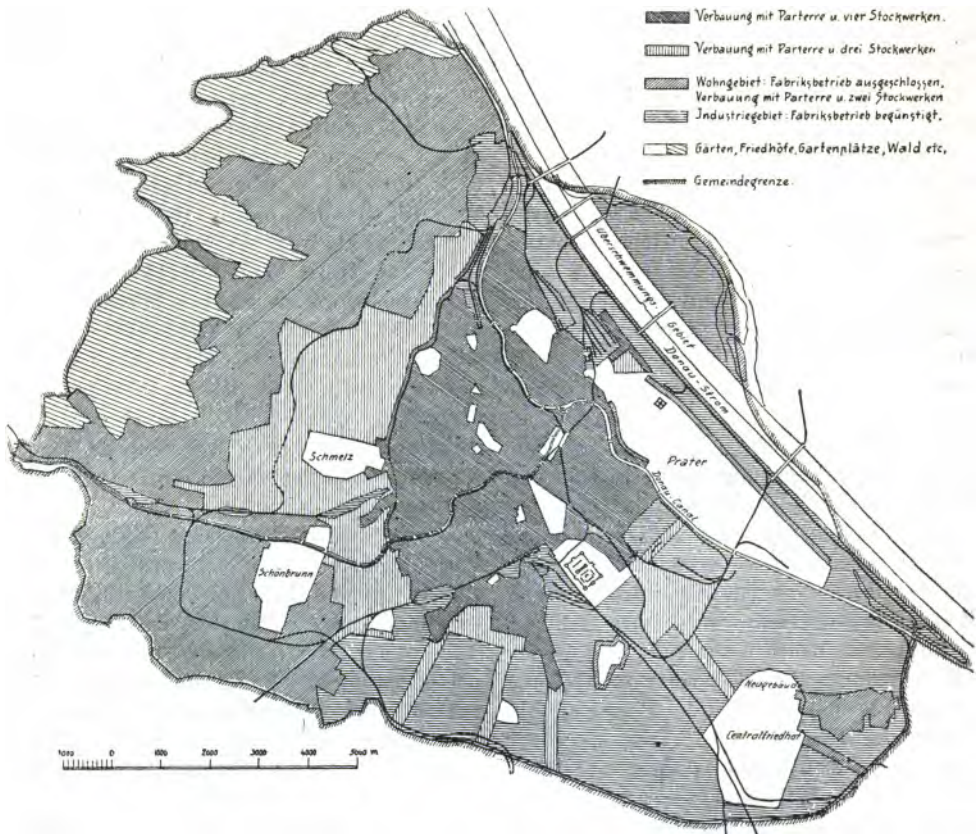 Verbauung mit Parterre u. vier Stockwerken.
Verbauung mit Parterre u. drei Stockwerken
Wohngebiet: Fabriksbetrieb ausgeschlossen,
Verbauung mit Parterre u. zwei Stockwerken
Industriegebiet: Fabriksbetrieb begünstigt.
Gärten, Friedhöfe, Gartenplätze, Wald etc,
Gemeindegrenze.
Überschwemmungs-
Gebiet
Donau-Strom
Schmelz
Prater
Donau-Canal
Schönbrunn
Neugebäud
Centralfriedhof
1000 0 1000 2000 3000 4000 5000 m.